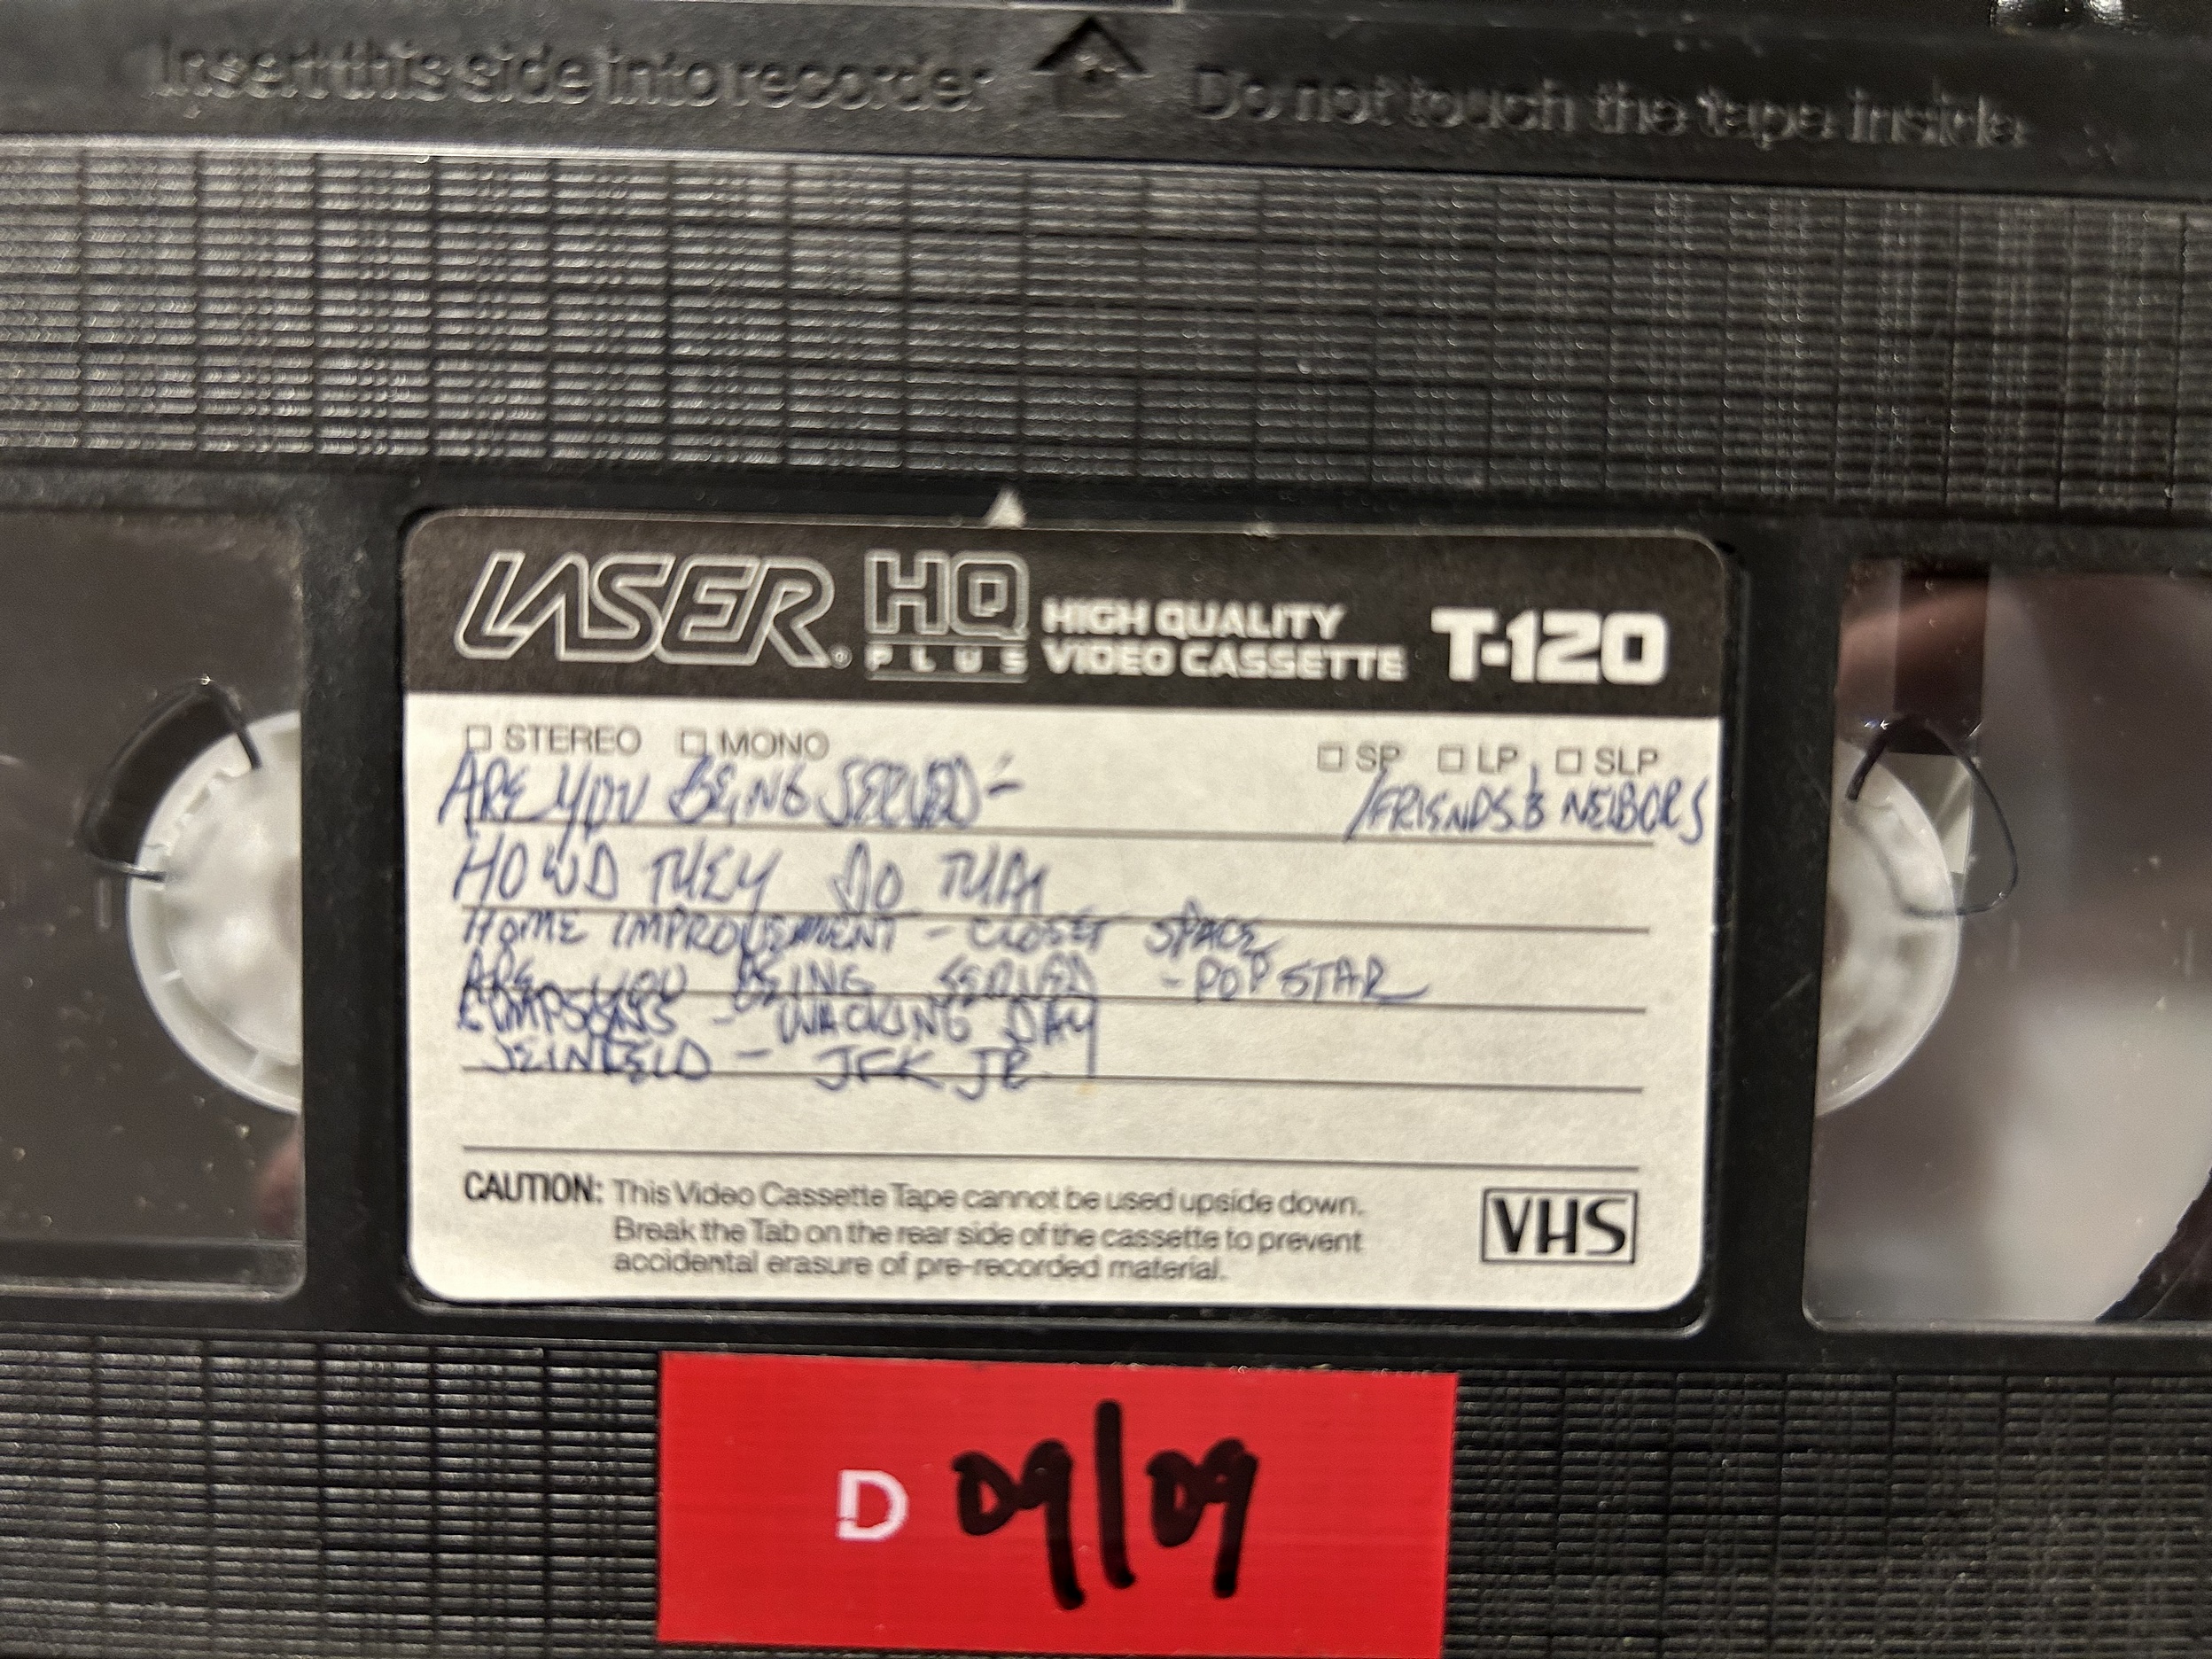 Insert this side into recorder Do not touch the tape inside
LASER® HQ PLUS HIGH QUALITY VIDEO CASSETTE T-120
STEREO MONO SP LP SLP
ARE YOU BEING SERVED - /FRIENDS & NEIBORS
HOWD THEY DO THAT
HOME IMPROVEMENT - CLOSET SPACE
ARE YOU BEING SERVED - POP STAR
SIMPSONS - WACKING DAY
SEINFELD - JFK JR
CAUTION: This Video Cassette Tape cannot be used upside down.
Break the Tab on the rear side of the cassette to prevent
accidental erasure of pre-recorded material.
VHS
D 09/09